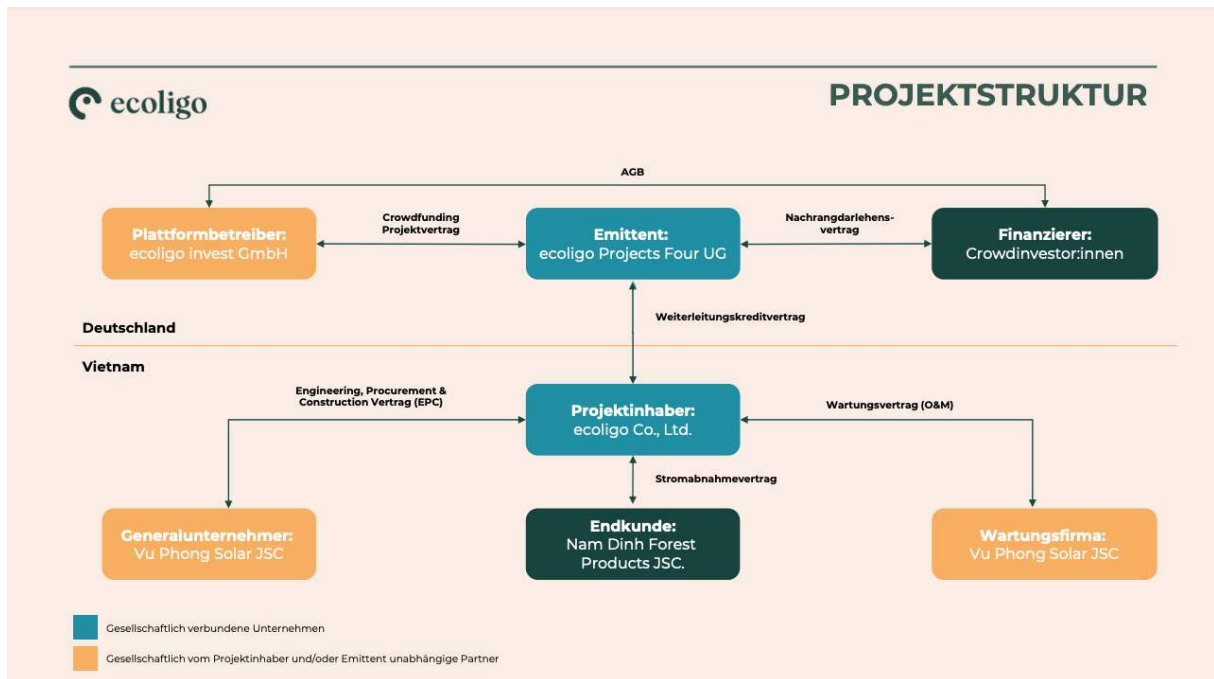 ecoligo
PROJEKTSTRUKTUR
AGB
Plattformbetreiber:
ecoligo invest GmbH
Crowdfunding
Projektvertrag
Emittent:
ecoligo Projects Four UG
Nachrangdarlehens-
vertrag
Finanzierer:
Crowdinvestor:innen
Weiterleitungskreditvertrag
Deutschland
Vietnam
Engineering, Procurement &
Construction Vertrag (EPC)
Projektinhaber:
ecoligo Co., Ltd.
Wartungsvertrag (O&M)
Stromabnahmevertrag
Generalunternehmer:
Vu Phong Solar JSC
Endkunde:
Nam Dinh Forest
Products JSC.
Wartungsfirma:
Vu Phong Solar JSC
Gesellschaftlich verbundene Unternehmen
Gesellschaftlich vom Projektinhaber und/oder Emittent unabhängige Partner